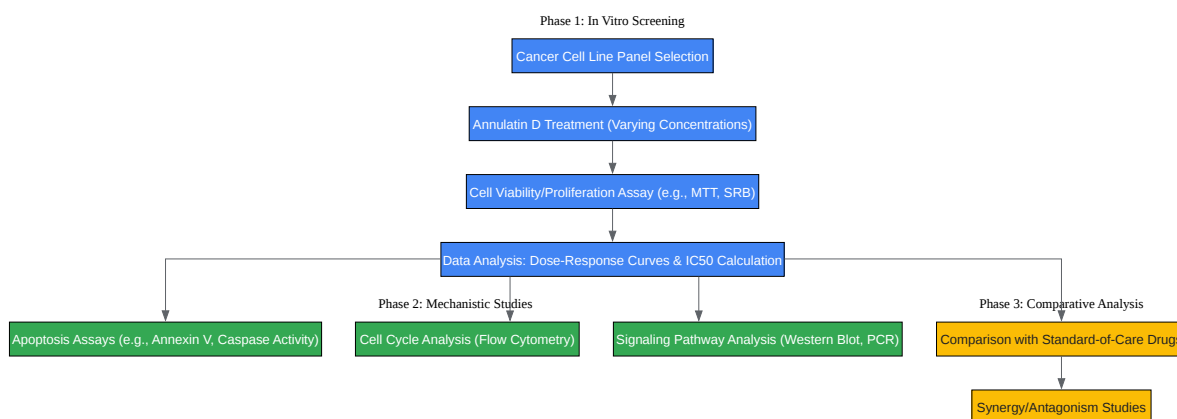 Phase 1: In Vitro Screening
Cancer Cell Line Panel Selection
Annulatin D Treatment (Varying Concentrations)
Cell Viability/Proliferation Assay (e.g., MTT, SRB)
Data Analysis: Dose-Response Curves & IC50 Calculation
Phase 2: Mechanistic Studies
Phase 3: Comparative Analysis
Apoptosis Assays (e.g., Annexin V, Caspase Activity)
Cell Cycle Analysis (Flow Cytometry)
Signaling Pathway Analysis (Western Blot, PCR)
Comparison with Standard-of-Care Drugs
Synergy/Antagonism Studies